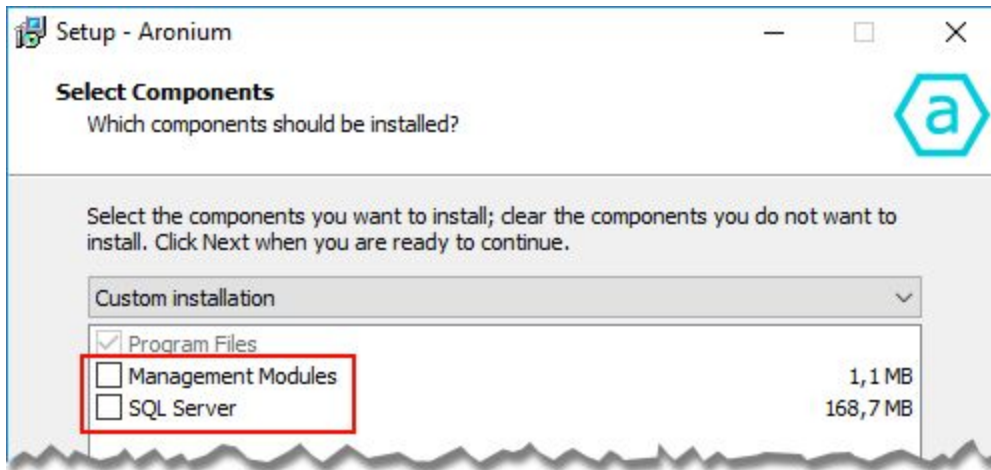 Setup - Aronium
Select Components
Which components should be installed?
a
Select the components you want to install; clear the components you do not want to
install. Click Next when you are ready to continue.
Custom installation
Program Files
Management Modules 1,1 MB
SQL Server 168,7 MB